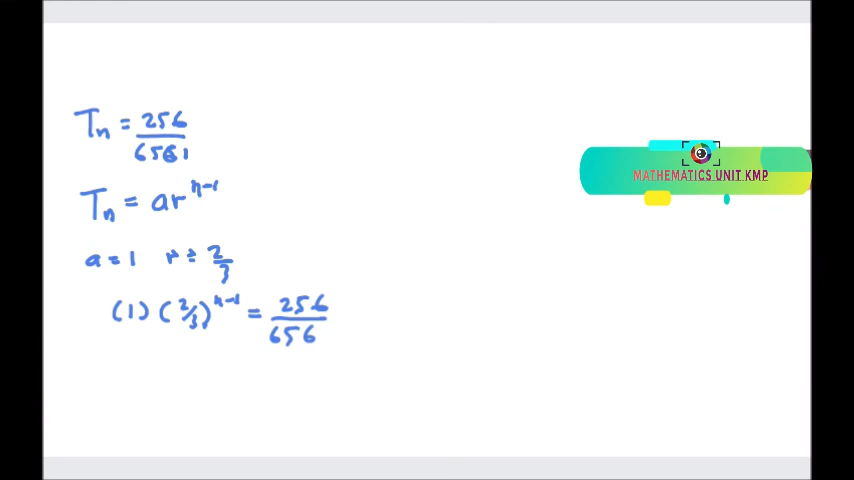 Tn = 256/6561
Tn = ar^(n-1)
a = 1 r = 2/3
(1)(2/3)^(n-1) = 256/656
MATHEMATICS UNIT KMP